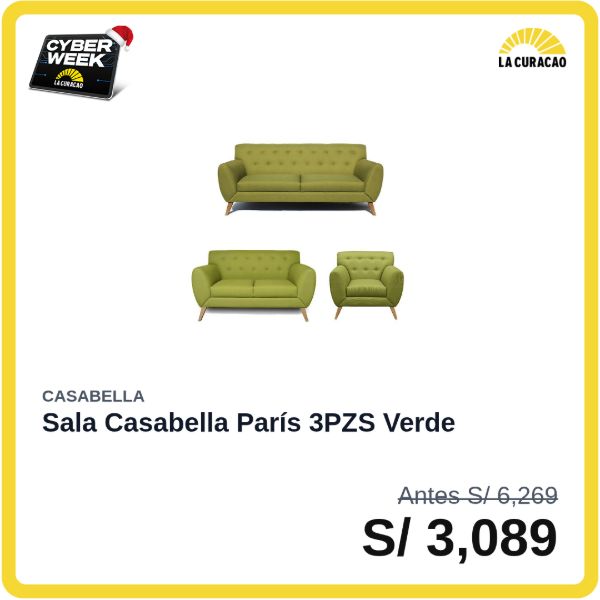 CYBER
WEEK
LA CURACAO
LA CURACAO
CASABELLA
Sala Casabella París 3PZS Verde
Antes S/ 6,269
S/ 3,089